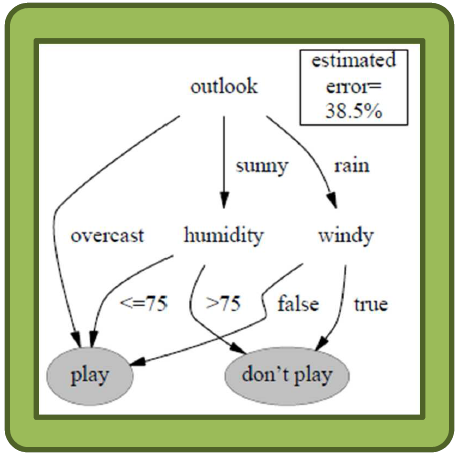 estimated
error=
38.5%
outlook
sunny
rain
overcast
humidity
windy
<=75
>75
false
true
play
don't play